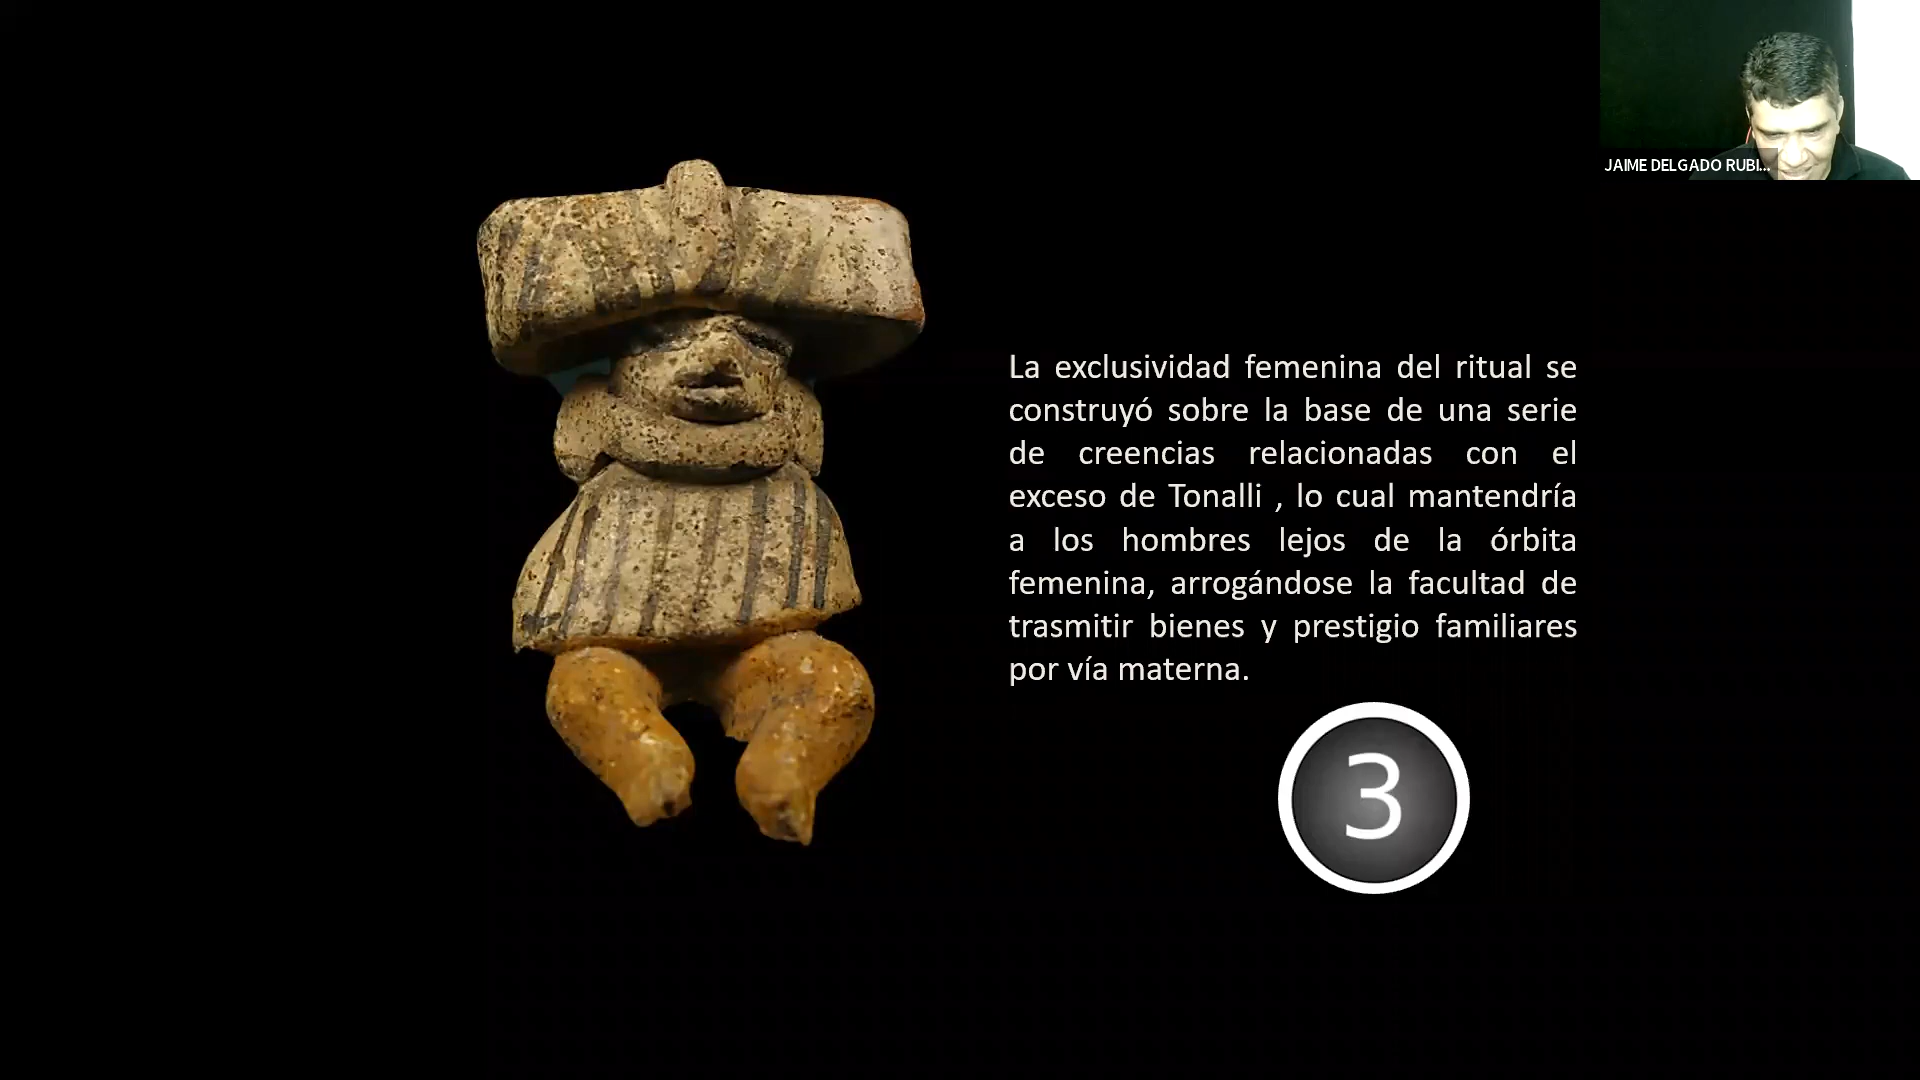 JAIME DELGADO RUBI...
La exclusividad femenina del ritual se
construyó sobre la base de una serie
de creencias relacionadas con el
exceso de Tonalli , lo cual mantendría
a los hombres lejos de la órbita
femenina, arrogándose la facultad de
trasmitir bienes y prestigio familiares
por vía materna.
3